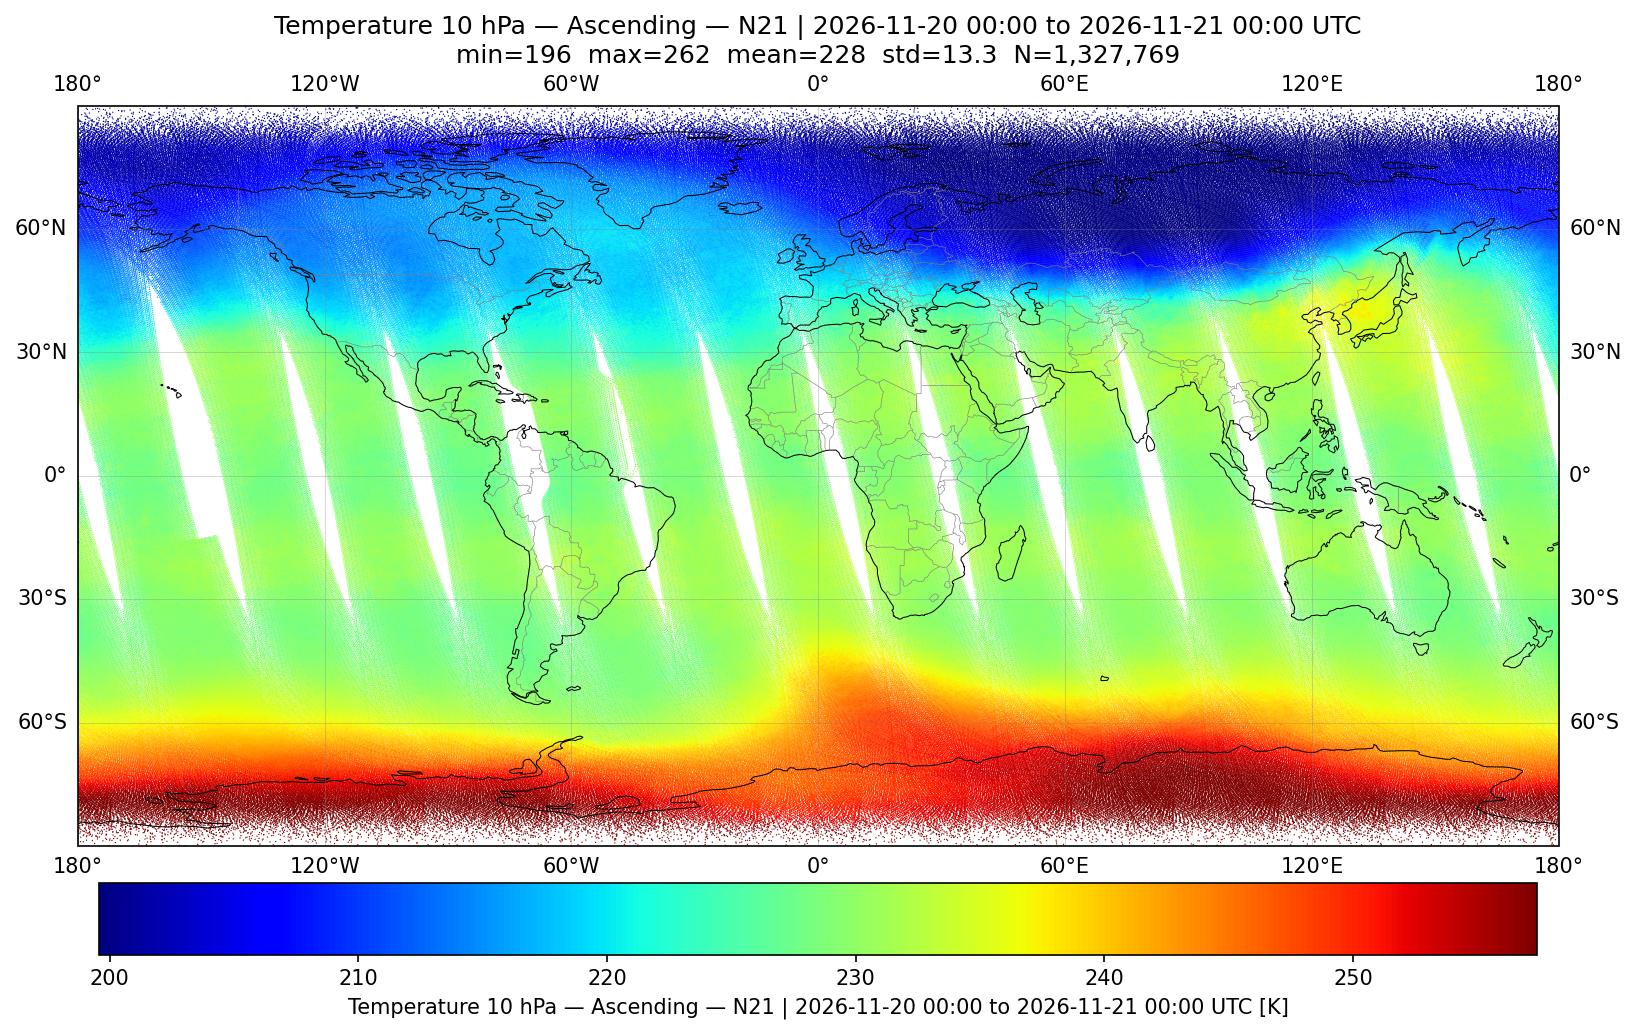 Temperature 10 hPa — Ascending — N21 | 2026-11-20 00:00 to 2026-11-21 00:00 UTC
min=196  max=262  mean=228  std=13.3  N=1,327,769
180° 120°W 60°W 0° 60°E 120°E 180°
60°N 60°N
30°N 30°N
0° 0°
30°S 30°S
60°S 60°S
180° 120°W 60°W 0° 60°E 120°E 180°
200 210 220 230 240 250
Temperature 10 hPa — Ascending — N21 | 2026-11-20 00:00 to 2026-11-21 00:00 UTC [K]